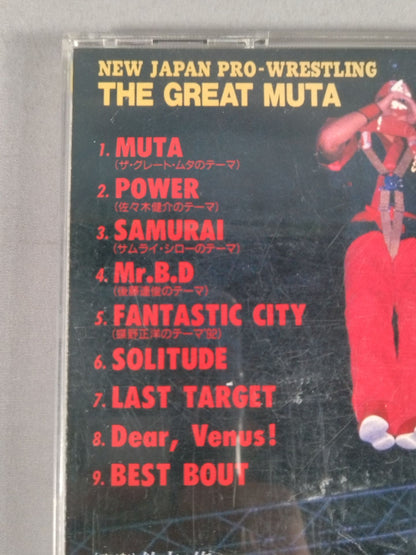 NEW JAPAN PRO-WRESTLING
THE GREAT MUTA
1. MUTA
(ザ・グレート・ムタのテーマ)
2. POWER
(佐々木健介のテーマ)
3. SAMURAI
(サムライ・シローのテーマ)
4. Mr.B.D
(後藤達俊のテーマ)
5. FANTASTIC CITY
(蝶野正洋のテーマ'92)
6. SOLITUDE
7. LAST TARGET
8. Dear, Venus!
9. BEST BOUT